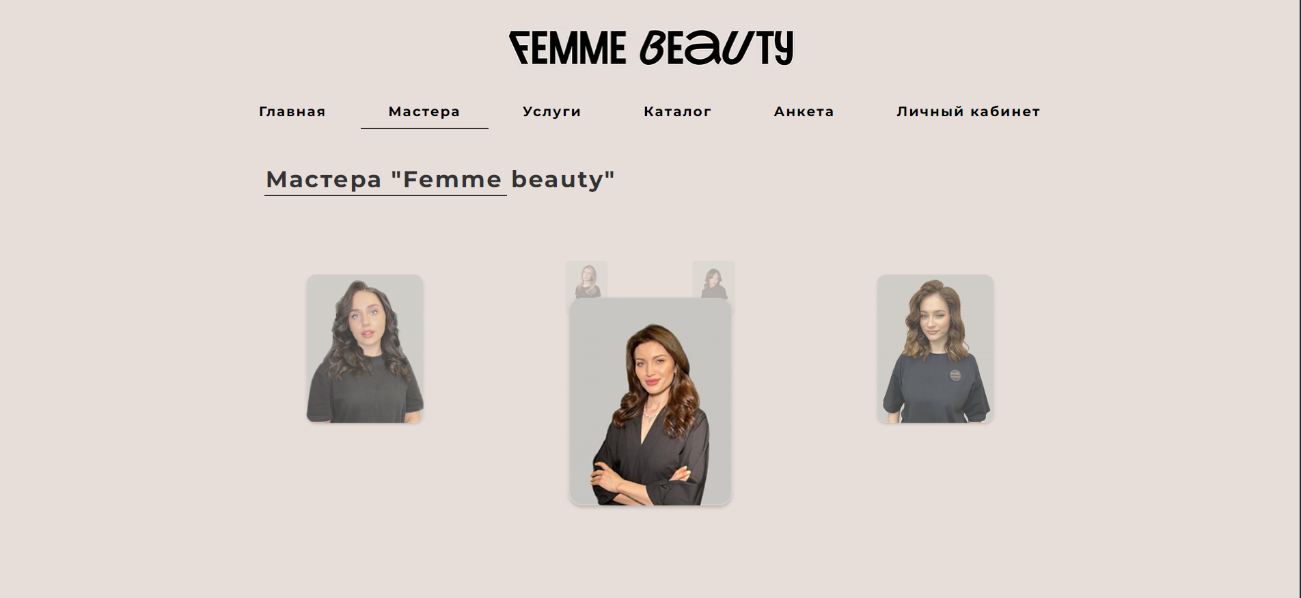 FEMME BEAUTY
Главная Мастера Услуги Каталог Анкета Личный кабинет
Мастера "Femme beauty"